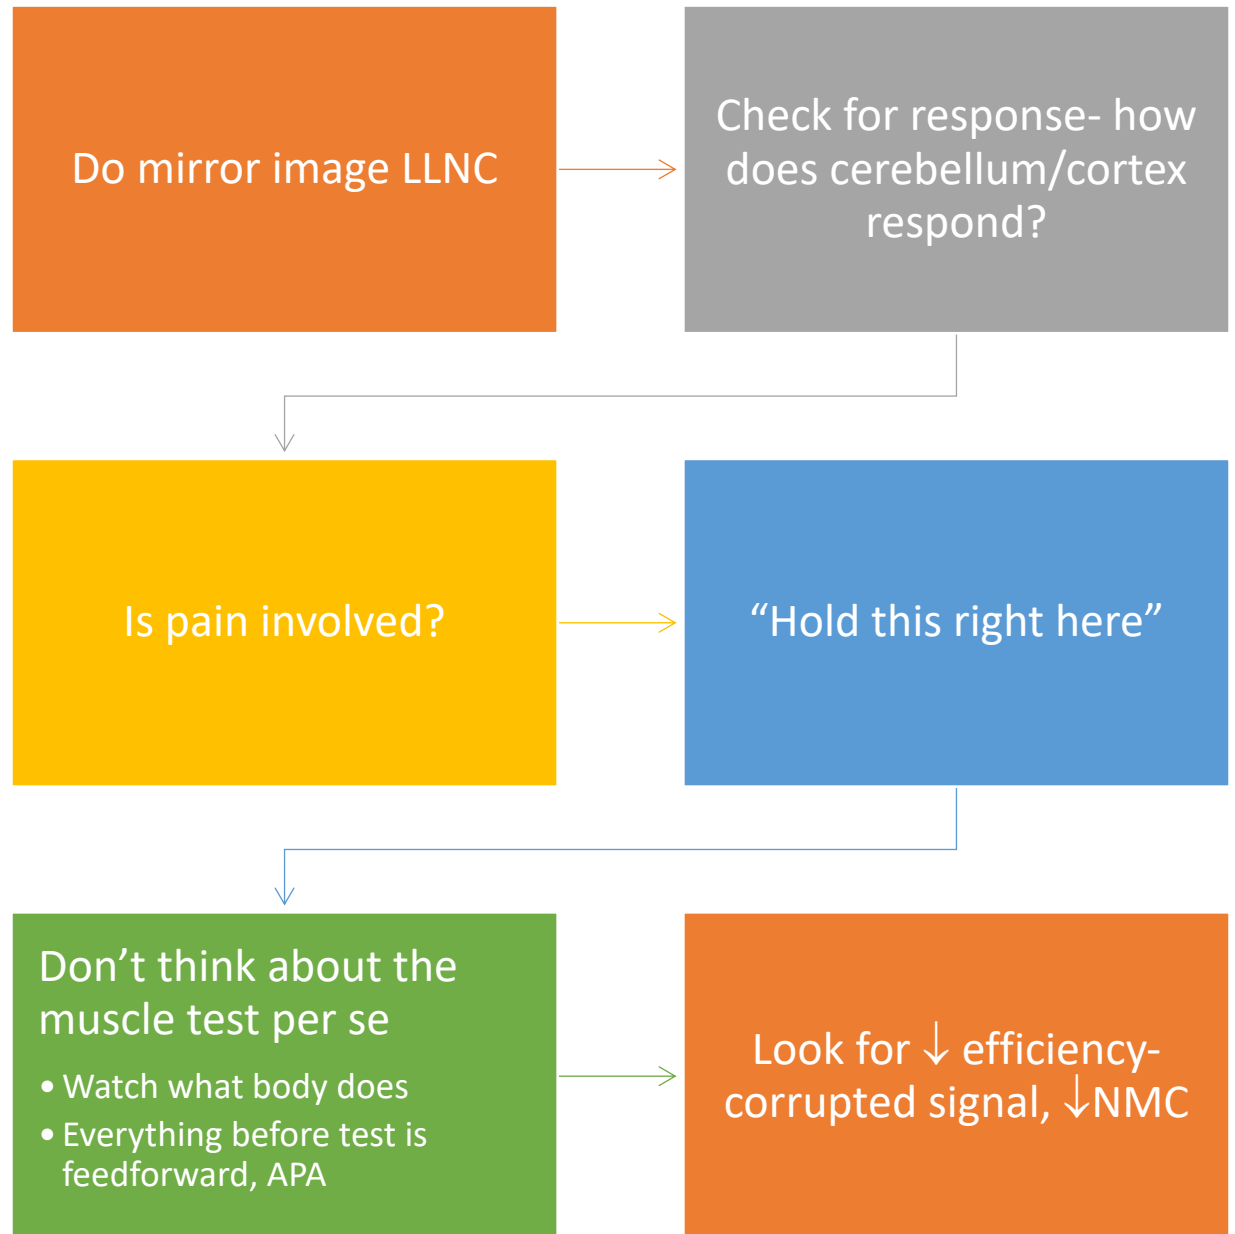 Do mirror image LLNC
Check for response- how
does cerebellum/cortex
respond?
Is pain involved?
“Hold this right here”
Don’t think about the
muscle test per se
• Watch what body does
• Everything before test is
feedforward, APA
Look for ↓ efficiency-
corrupted signal, ↓NMC